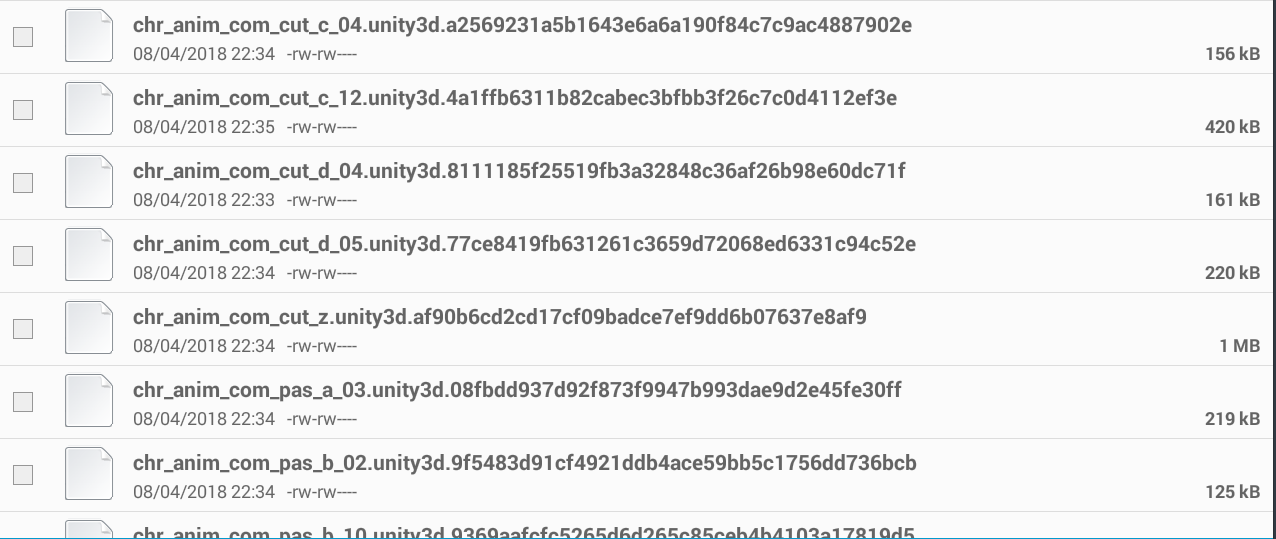 chr_anim_com_cut_c_04.unity3d.a2569231a5b1643e6a6a190f84c7c9ac4887902e
08/04/2018 22:34 -rw-rw----
156 kB
chr_anim_com_cut_c_12.unity3d.4a1ffb6311b82cabec3bfbb3f26c7c0d4112ef3e
08/04/2018 22:35 -rw-rw----
420 kB
chr_anim_com_cut_d_04.unity3d.8111185f25519fb3a32848c36af26b98e60dc71f
08/04/2018 22:33 -rw-rw----
161 kB
chr_anim_com_cut_d_05.unity3d.77ce8419fb631261c3659d72068ed6331c94c52e
08/04/2018 22:34 -rw-rw----
220 kB
chr_anim_com_cut_z.unity3d.af90b6cd2cd17cf09badce7ef9dd6b07637e8af9
08/04/2018 22:34 -rw-rw----
1 MB
chr_anim_com_pas_a_03.unity3d.08fbdd937d92f873f9947b993dae9d2e45fe30ff
08/04/2018 22:34 -rw-rw----
219 kB
chr_anim_com_pas_b_02.unity3d.9f5483d91cf4921ddb4ace59bb5c1756dd736bcb
08/04/2018 22:34 -rw-rw----
125 kB
chr_anim_com_pas_b_10.unity3d.9369aafcfc5265d6d265c85ceb4b4103a17819d5